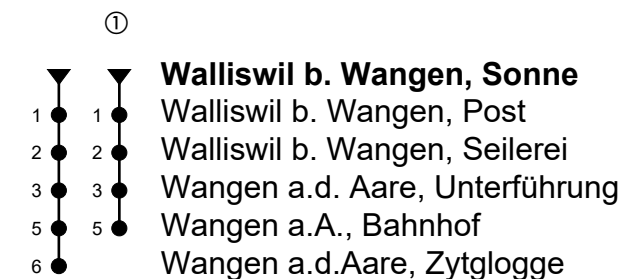 ①
Walliswil b. Wangen, Sonne
1 1 Walliswil b. Wangen, Post
2 2 Walliswil b. Wangen, Seilerei
3 3 Wangen a.d. Aare, Unterführung
5 5 Wangen a.A., Bahnhof
6 Wangen a.d.Aare, Zytglogge